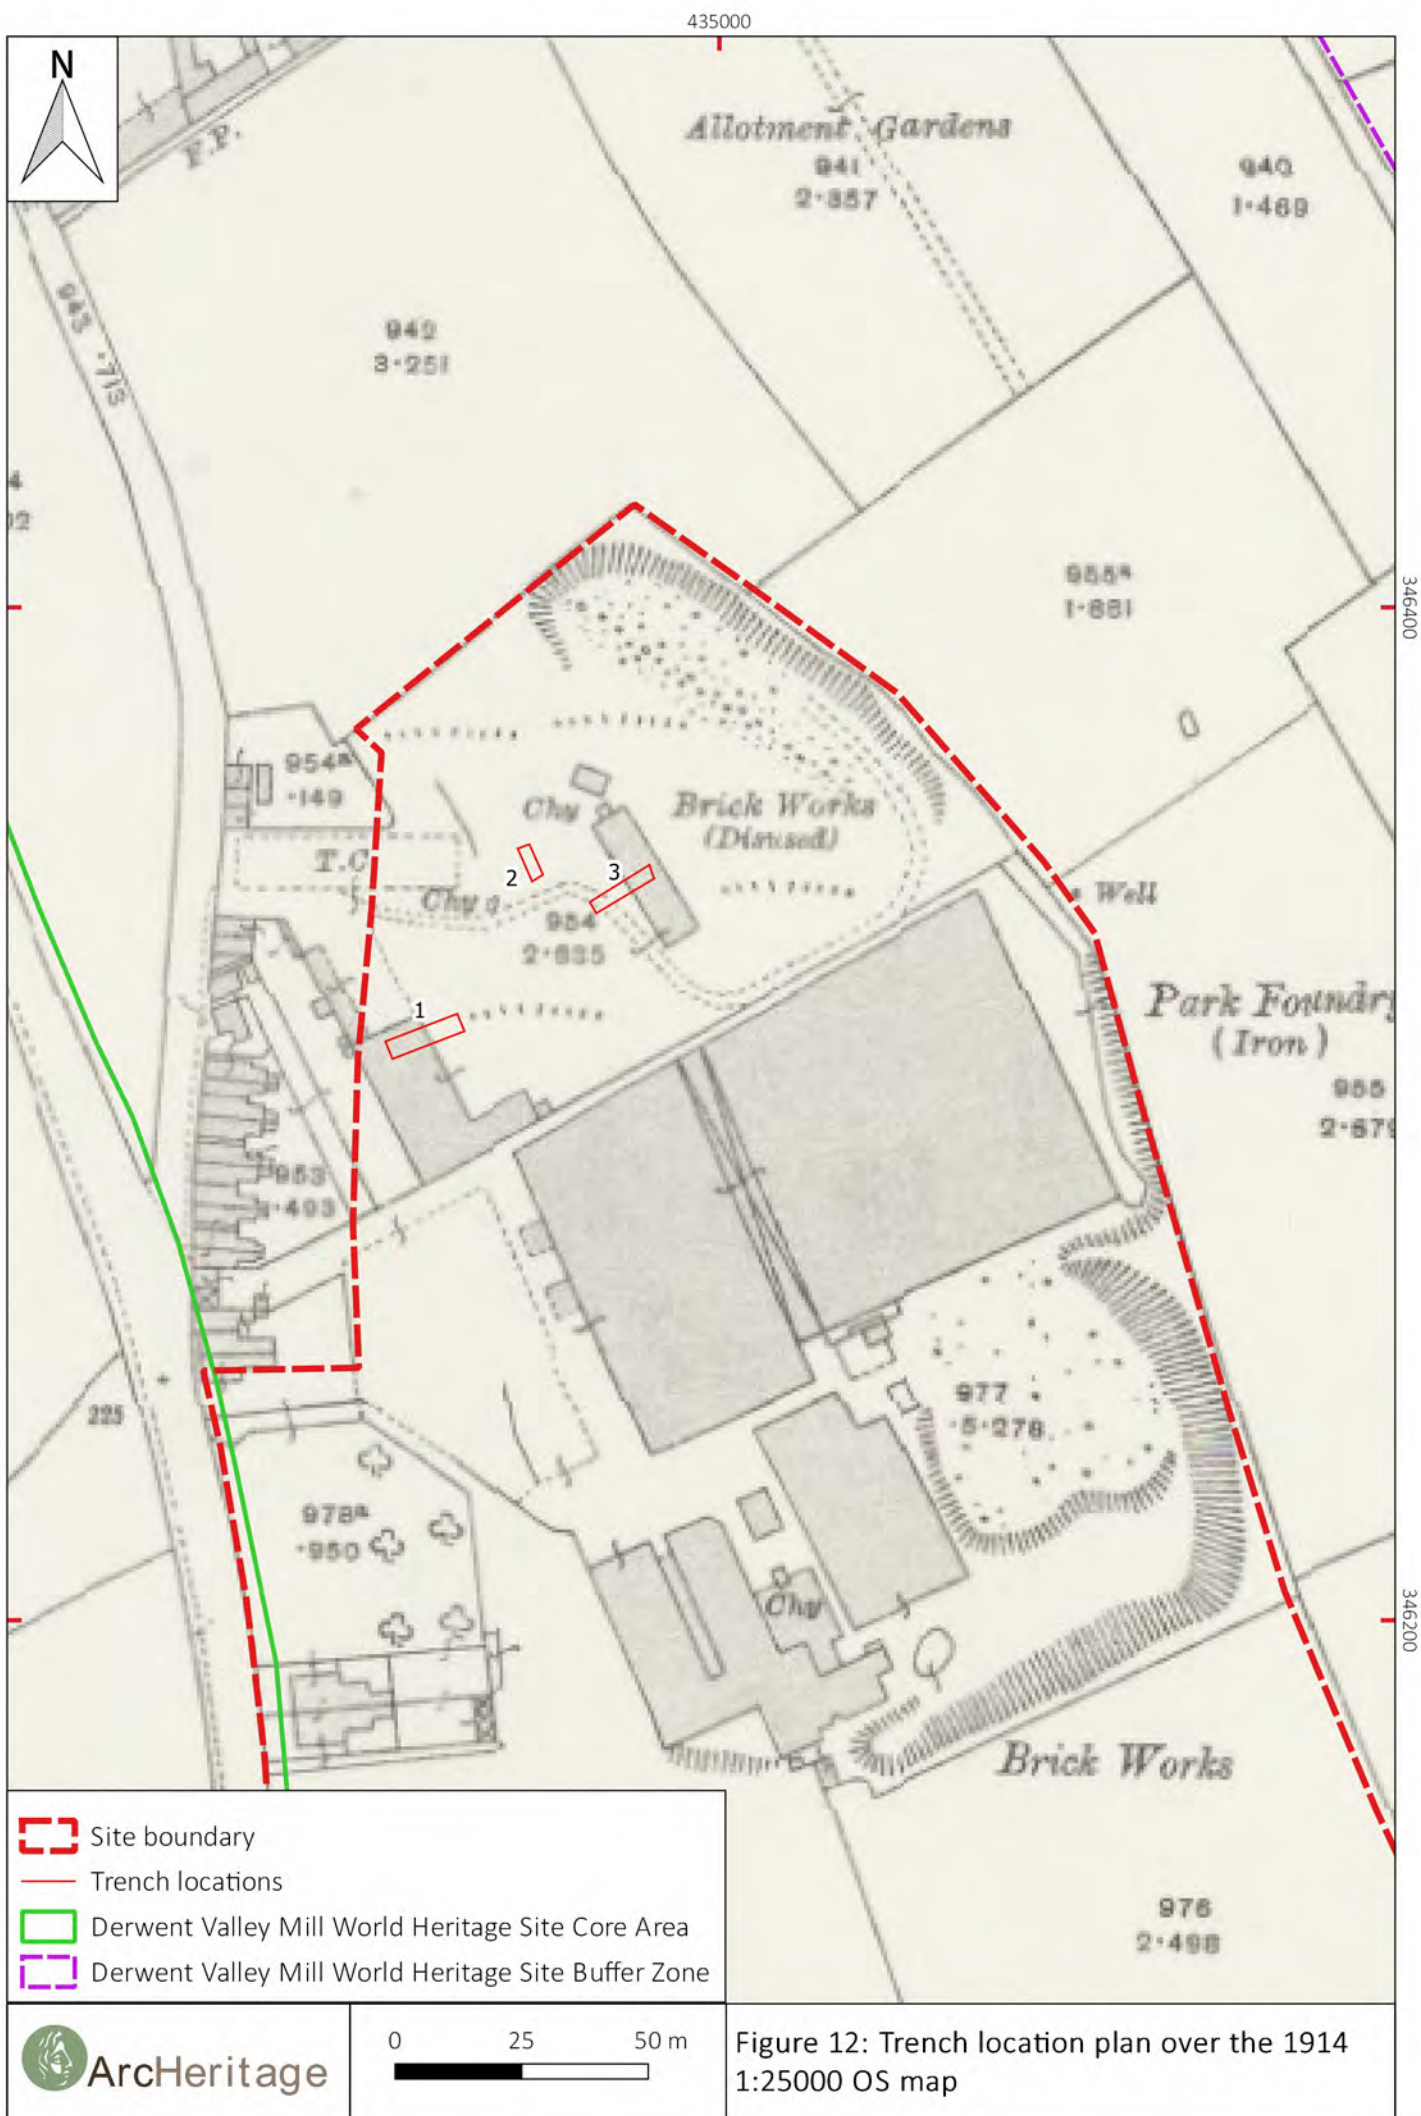 435000
N
F.P.
Allotment Gardens
941
2·357
940
1·469
943 ·713
942
3·251
346400
955ᵃ
1·881
954ᵃ
·149
Chy
Brick Works
(Disused)
T.C
2
3
Chy
954
2·635
Well
1
Park Foundry
(Iron)
955
953
·493
977
5·278
225
978ᵃ
·950
Chy
346200
Brick Works
976
2·498
Site boundary
Trench locations
Derwent Valley Mill World Heritage Site Core Area
Derwent Valley Mill World Heritage Site Buffer Zone
ArcHeritage
0 25 50 m
Figure 12: Trench location plan over the 1914
1:25000 OS map